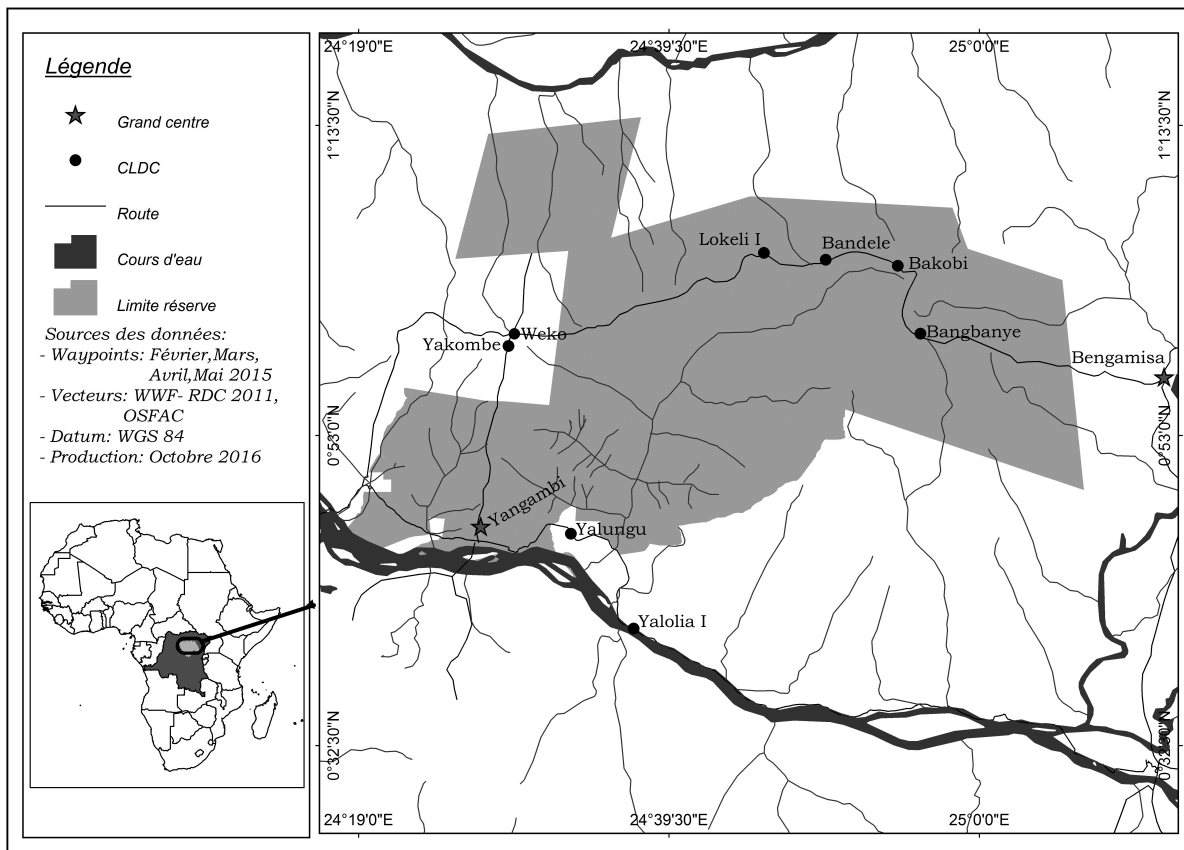 Légende
Grand centre
CLDC
Route
Cours d'eau
Limite réserve
Sources des données:
- Waypoints: Février,Mars,
Avril,Mai 2015
- Vecteurs: WWF- RDC 2011,
OSFAC
- Datum: WGS 84
- Production: Octobre 2016
24°19'0"E
24°39'30"E
25°0'0"E
1°13'30"N
1°13'30"N
Lokeli I
Bandele
Bakobi
Weko
Yakombe
Bangbanye
Bengamisa
0°53'0"N
0°53'0"N
Yangambi
Yalungu
Yalolia I
0°32'30"N
0°32'30"N
24°19'0"E
24°39'30"E
25°0'0"E